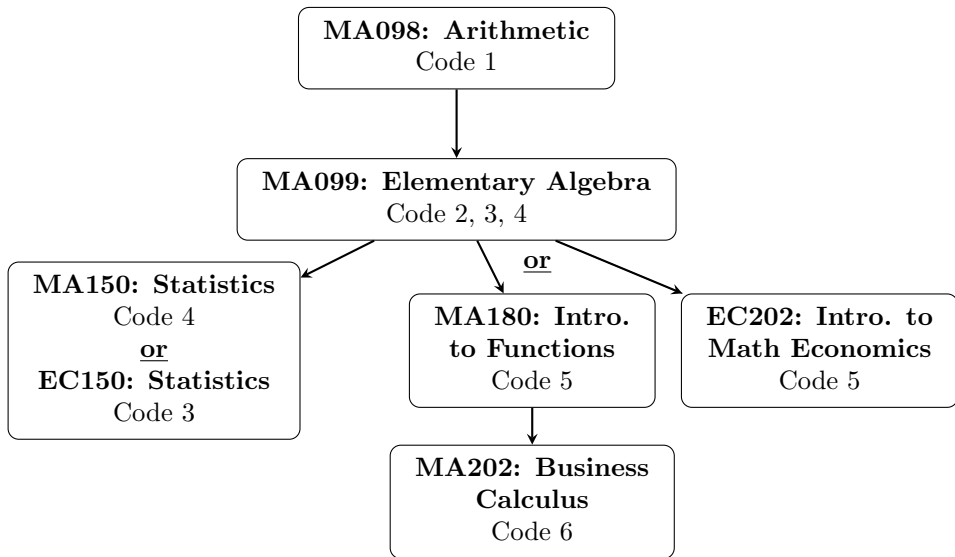 MA098: Arithmetic
Code 1
MA099: Elementary Algebra
Code 2, 3, 4
or
MA150: Statistics
Code 4
or
EC150: Statistics
Code 3
MA180: Intro.
to Functions
Code 5
EC202: Intro. to
Math Economics
Code 5
MA202: Business
Calculus
Code 6